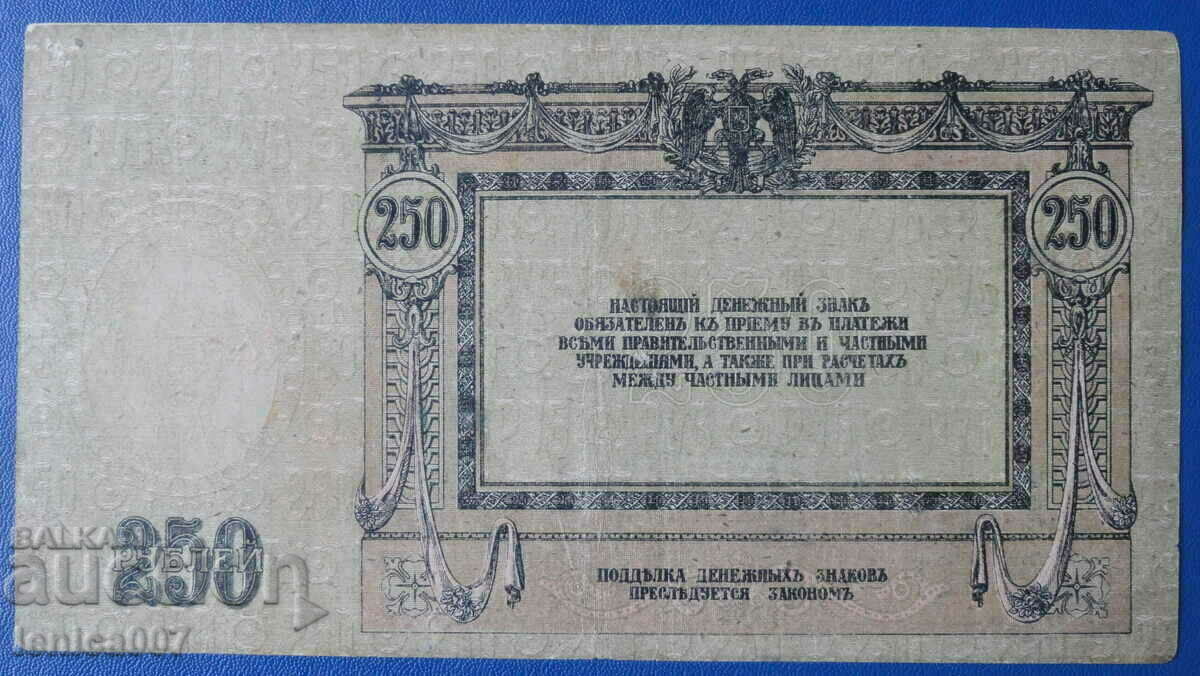 250
250
НАСТОЯЩІЙ ДЕНЕЖНЫЙ ЗНАКЪ
ОБЯЗАТЕЛЕНЪ КЪ ПРІЕМУ ВЪ ПЛАТЕЖИ
ВСѢМИ ПРАВИТЕЛЬСТВЕННЫМИ И ЧАСТНЫМИ
УЧРЕЖДЕНІЯМИ, А ТАКЖЕ ПРИ РАСЧЕТАХЪ
МЕЖДУ ЧАСТНЫМИ ЛИЦАМИ
250
250
РУБЛЕЙ
ПОДДѢЛКА ДЕНЕЖНЫХЪ ЗНАКОВЪ
ПРЕСЛѢДУЕТСЯ ЗАКОНОМЪ
BALKAN
auction
lenica007